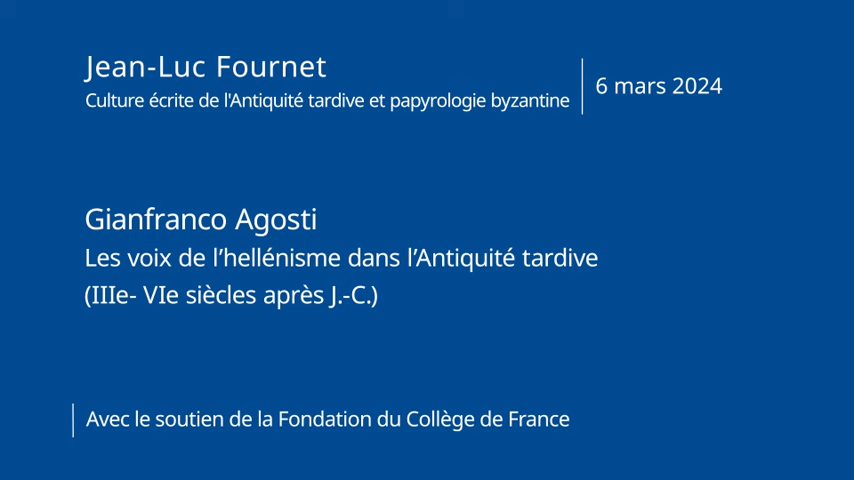 Jean-Luc Fournet
Culture écrite de l'Antiquité tardive et papyrologie byzantine
6 mars 2024
Gianfranco Agosti
Les voix de l’hellénisme dans l’Antiquité tardive
(IIIe- VIe siècles après J.-C.)
Avec le soutien de la Fondation du Collège de France